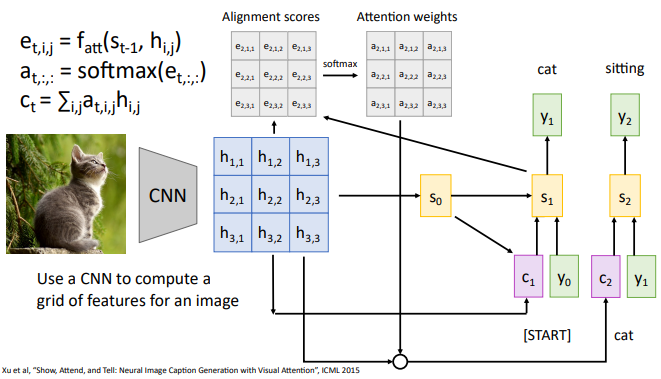 Alignment scores
Attention weights
e_{t,i,j} = f_{att}(s_{t-1}, h_{i,j})
a_{t,:,:} = softmax(e_{t,:,:})
c_t = ∑_{i,j}a_{t,i,j}h_{i,j}
e_{2,1,1} e_{2,1,2} e_{2,1,3}
e_{2,2,1} e_{2,2,2} e_{2,2,3}
e_{2,3,1} e_{2,3,2} e_{2,3,3}
softmax
a_{2,1,1} a_{2,1,2} a_{2,1,3}
a_{2,2,1} a_{2,2,2} a_{2,2,3}
a_{2,3,1} a_{2,3,2} a_{2,3,3}
cat
sitting
y_1
y_2
CNN
h_{1,1} h_{1,2} h_{1,3}
h_{2,1} h_{2,2} h_{2,3}
h_{3,1} h_{3,2} h_{3,3}
s_0
s_1
s_2
c_1
y_0
c_2
y_1
Use a CNN to compute a
grid of features for an image
[START]
cat
Xu et al, “Show, Attend, and Tell: Neural Image Caption Generation with Visual Attention”, ICML 2015